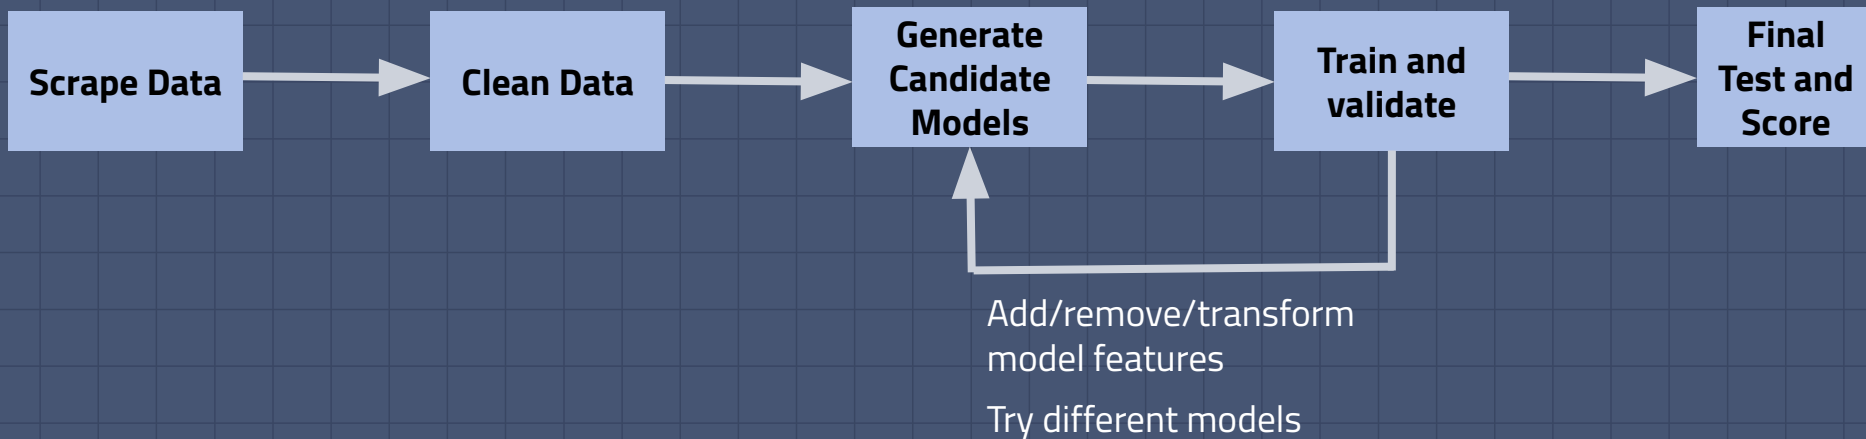 Scrape Data
Clean Data
Generate
Candidate
Models
Train and
validate
Final
Test and
Score
Add/remove/transform
model features
Try different models